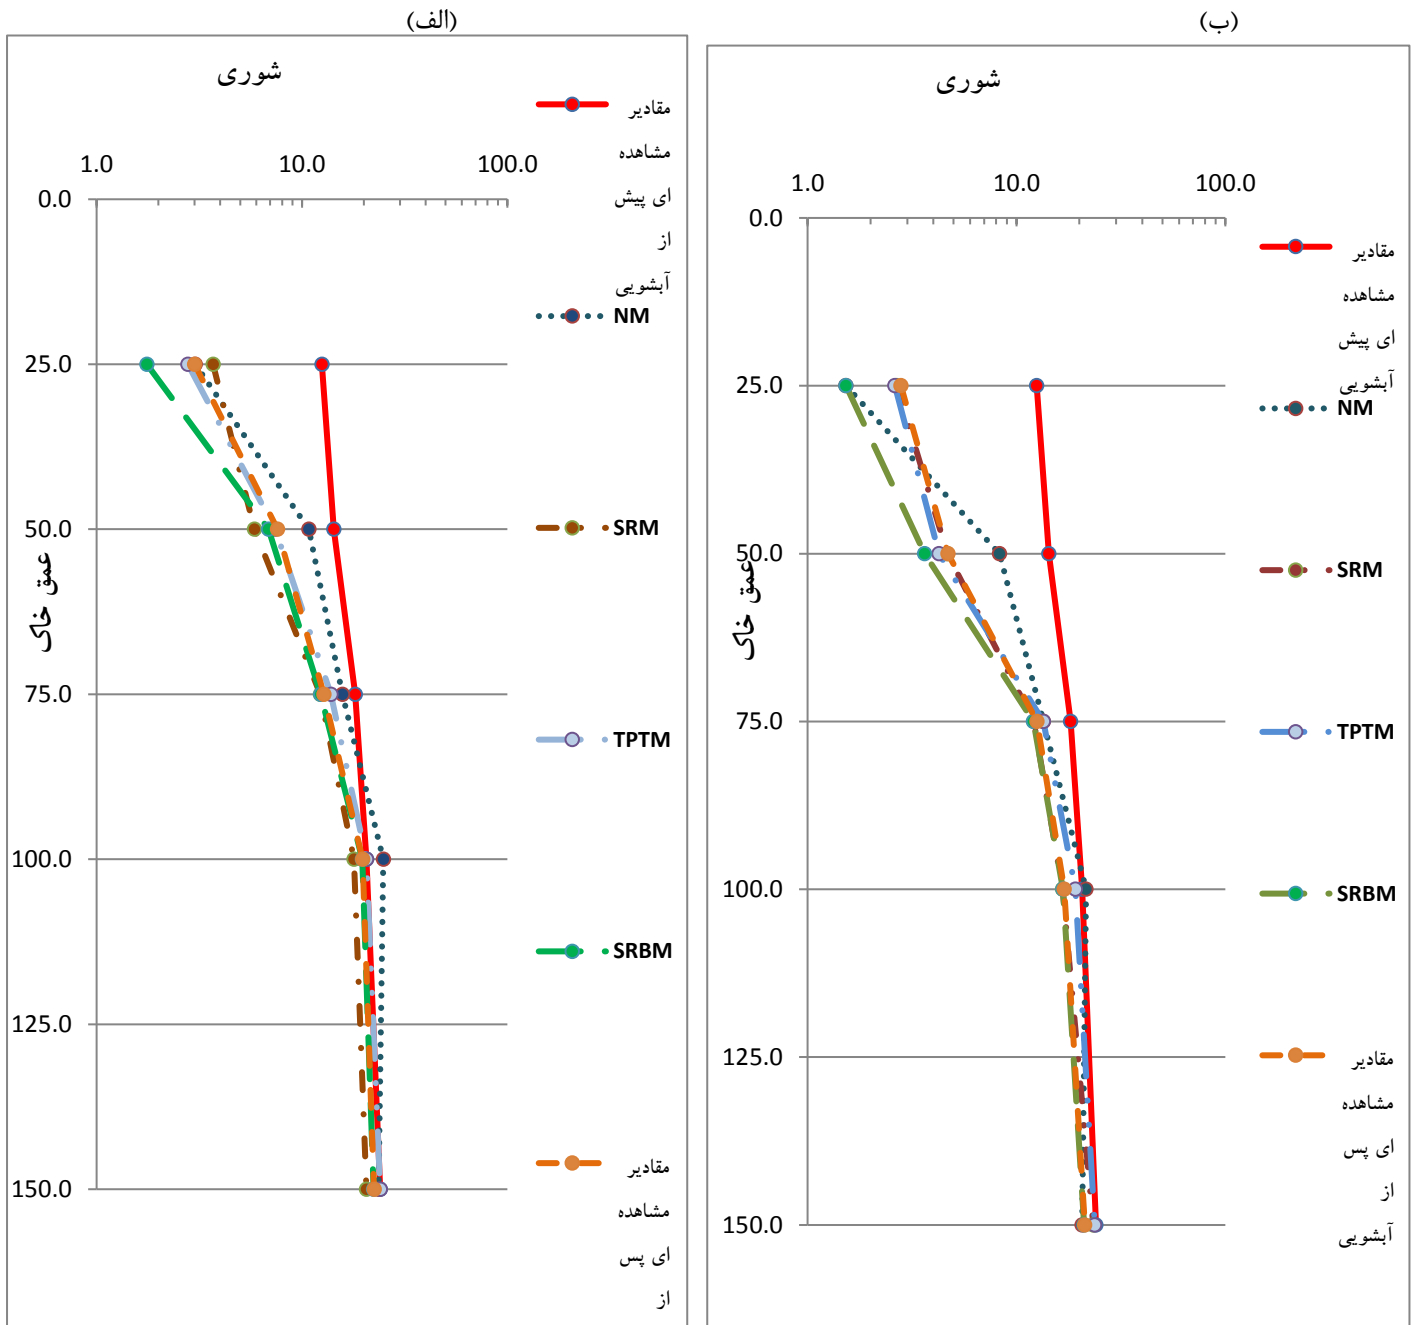 (الف)
شوری
1.0 10.0 100.0
0.0
25.0
50.0
75.0
100.0
125.0
150.0
عمق خاک
مقادیر
مشاهده
ای پیش
از
آبشویی
NM
SRM
TPTM
SRBM
مقادیر
مشاهده
ای پس
از
(ب)
شوری
1.0 10.0 100.0
0.0
25.0
50.0
75.0
100.0
125.0
150.0
عمق خاک
مقادیر
مشاهده
ای پیش
آبشویی
NM
SRM
TPTM
SRBM
مقادیر
مشاهده
ای پس
از
آبشویی